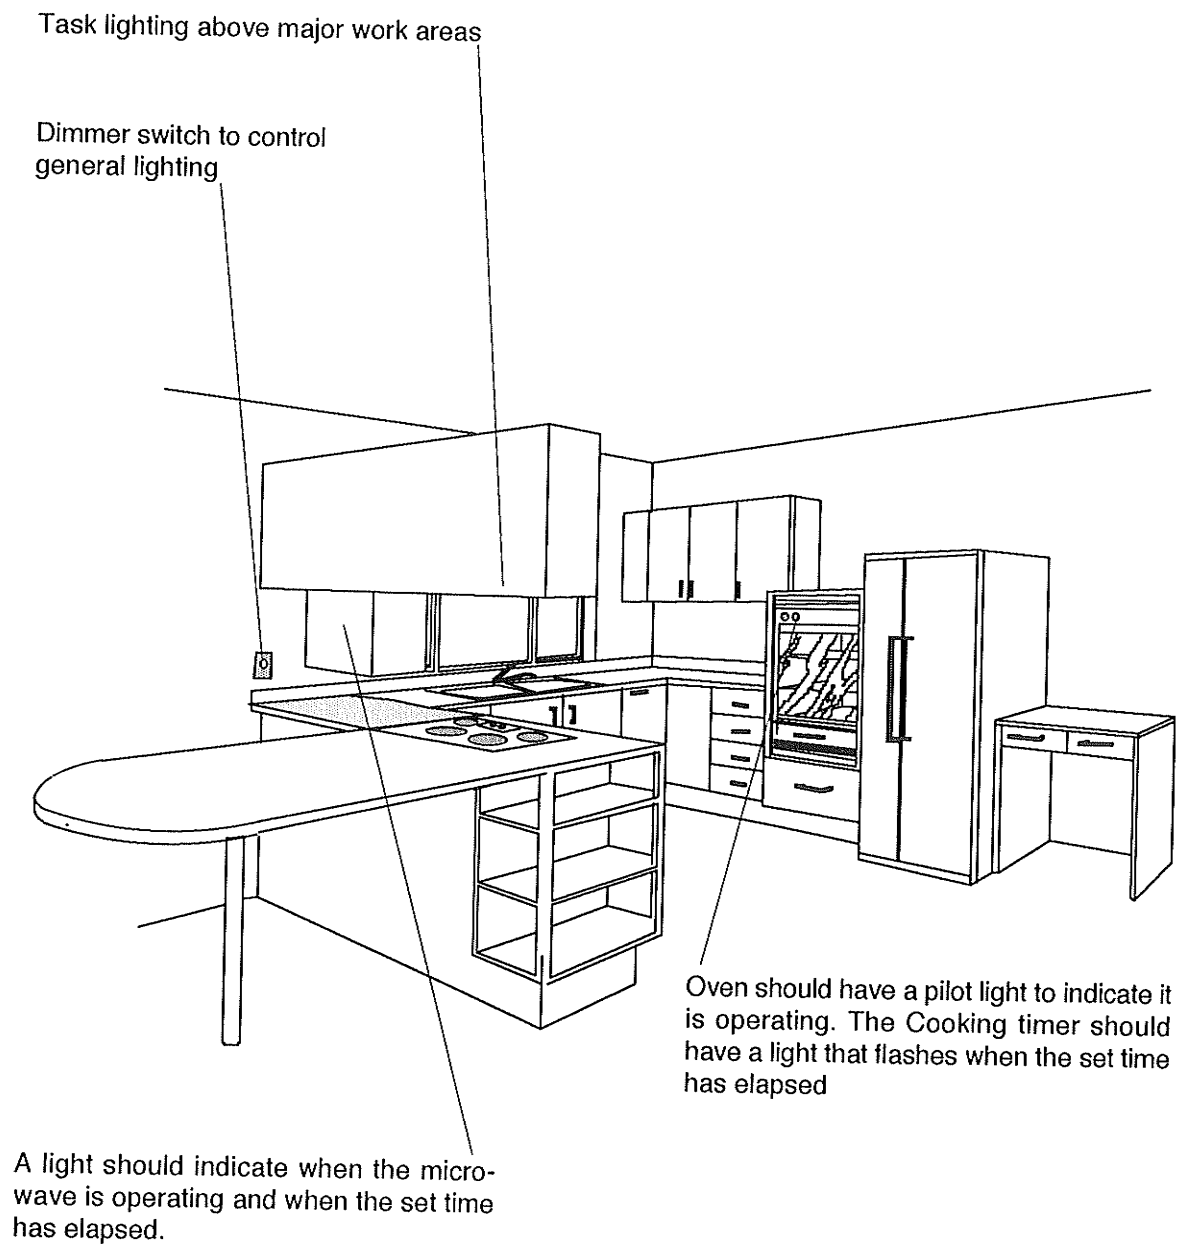 Task lighting above major work areas
Dimmer switch to control
general lighting
Oven should have a pilot light to indicate it
is operating. The Cooking timer should
have a light that flashes when the set time
has elapsed
A light should indicate when the micro-
wave is operating and when the set time
has elapsed.